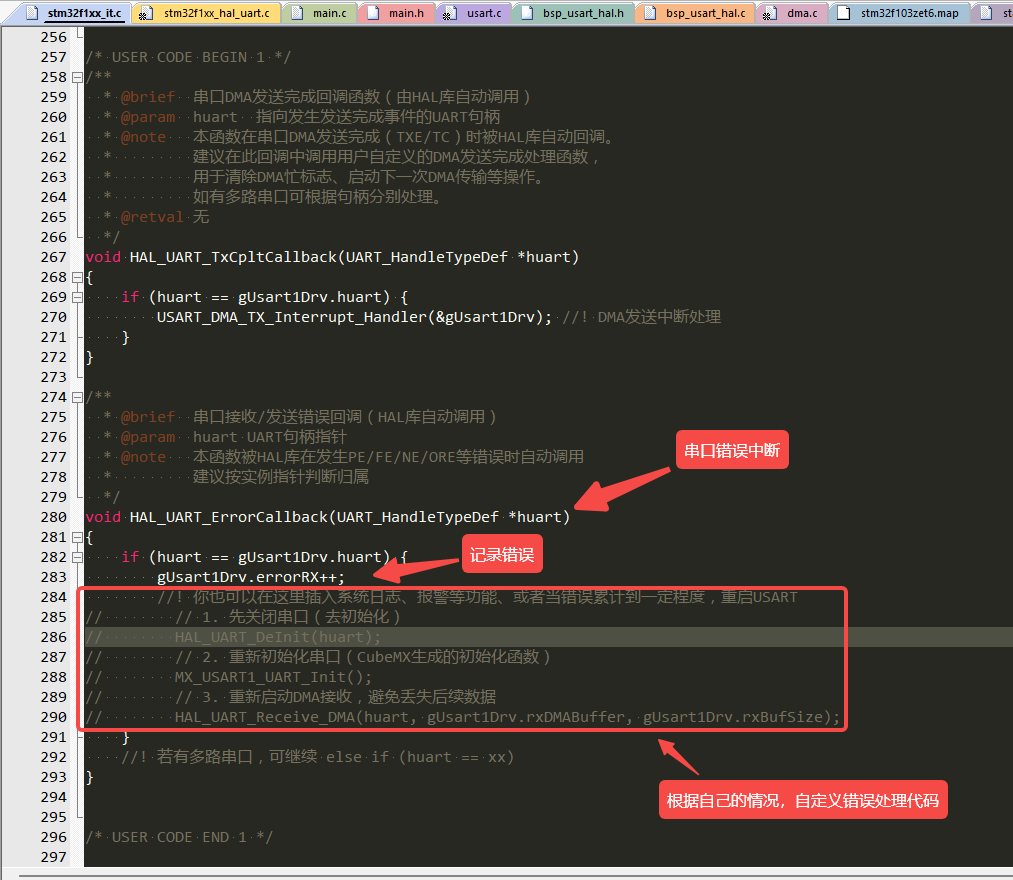 stm32f1xx_it.c stm32f1xx_hal_uart.c main.c main.h usart.c bsp_usart_hal.h bsp_usart_hal.c dma.c stm32f103zet6.map st
256
257 /* USER CODE BEGIN 1 */
258 /**
259 * @brief 串口DMA发送完成回调函数（由HAL库自动调用）
260 * @param huart 指向发生发送完成事件的UART句柄
261 * @note 本函数在串口DMA发送完成（TXE/TC）时被HAL库自动回调。
262 * 建议在此回调中调用用户自定义的DMA发送完成处理函数，
263 * 用于清除DMA忙标志、启动下一次DMA传输等操作。
264 * 如有多路串口可根据句柄分别处理。
265 * @retval 无
266 */
267 void HAL_UART_TxCpltCallback(UART_HandleTypeDef *huart)
268 {
269 if (huart == gUsart1Drv.huart) {
270 USART_DMA_TX_Interrupt_Handler(&gUsart1Drv); //! DMA发送中断处理
271 }
272 }
273
274 /**
275 * @brief 串口接收/发送错误回调（HAL库自动调用）
276 * @param huart UART句柄指针
277 * @note 本函数被HAL库在发生PE/FE/NE/ORE等错误时自动调用
串口错误中断
278 * 建议按实例指针判断归属
279 */
280 void HAL_UART_ErrorCallback(UART_HandleTypeDef *huart)
281 {
282 if (huart == gUsart1Drv.huart) {
记录错误
283 gUsart1Drv.errorRX++;
284 //! 你也可以在这里插入系统日志、报警等功能、或者当错误累计到一定程度，重启USART
285 // // 1. 先关闭串口（去初始化）
286 // HAL_UART_DeInit(huart);
287 // // 2. 重新初始化串口（CubeMX生成的初始化函数）
288 // MX_USART1_UART_Init();
289 // // 3. 重新启动DMA接收，避免丢失后续数据
290 // HAL_UART_Receive_DMA(huart, gUsart1Drv.rxDMABuffer, gUsart1Drv.rxBufSize);
291 }
292 //! 若有多路串口，可继续 else if (huart == xx)
293 }
根据自己的情况，自定义错误处理代码
294
295
296 /* USER CODE END 1 */
297